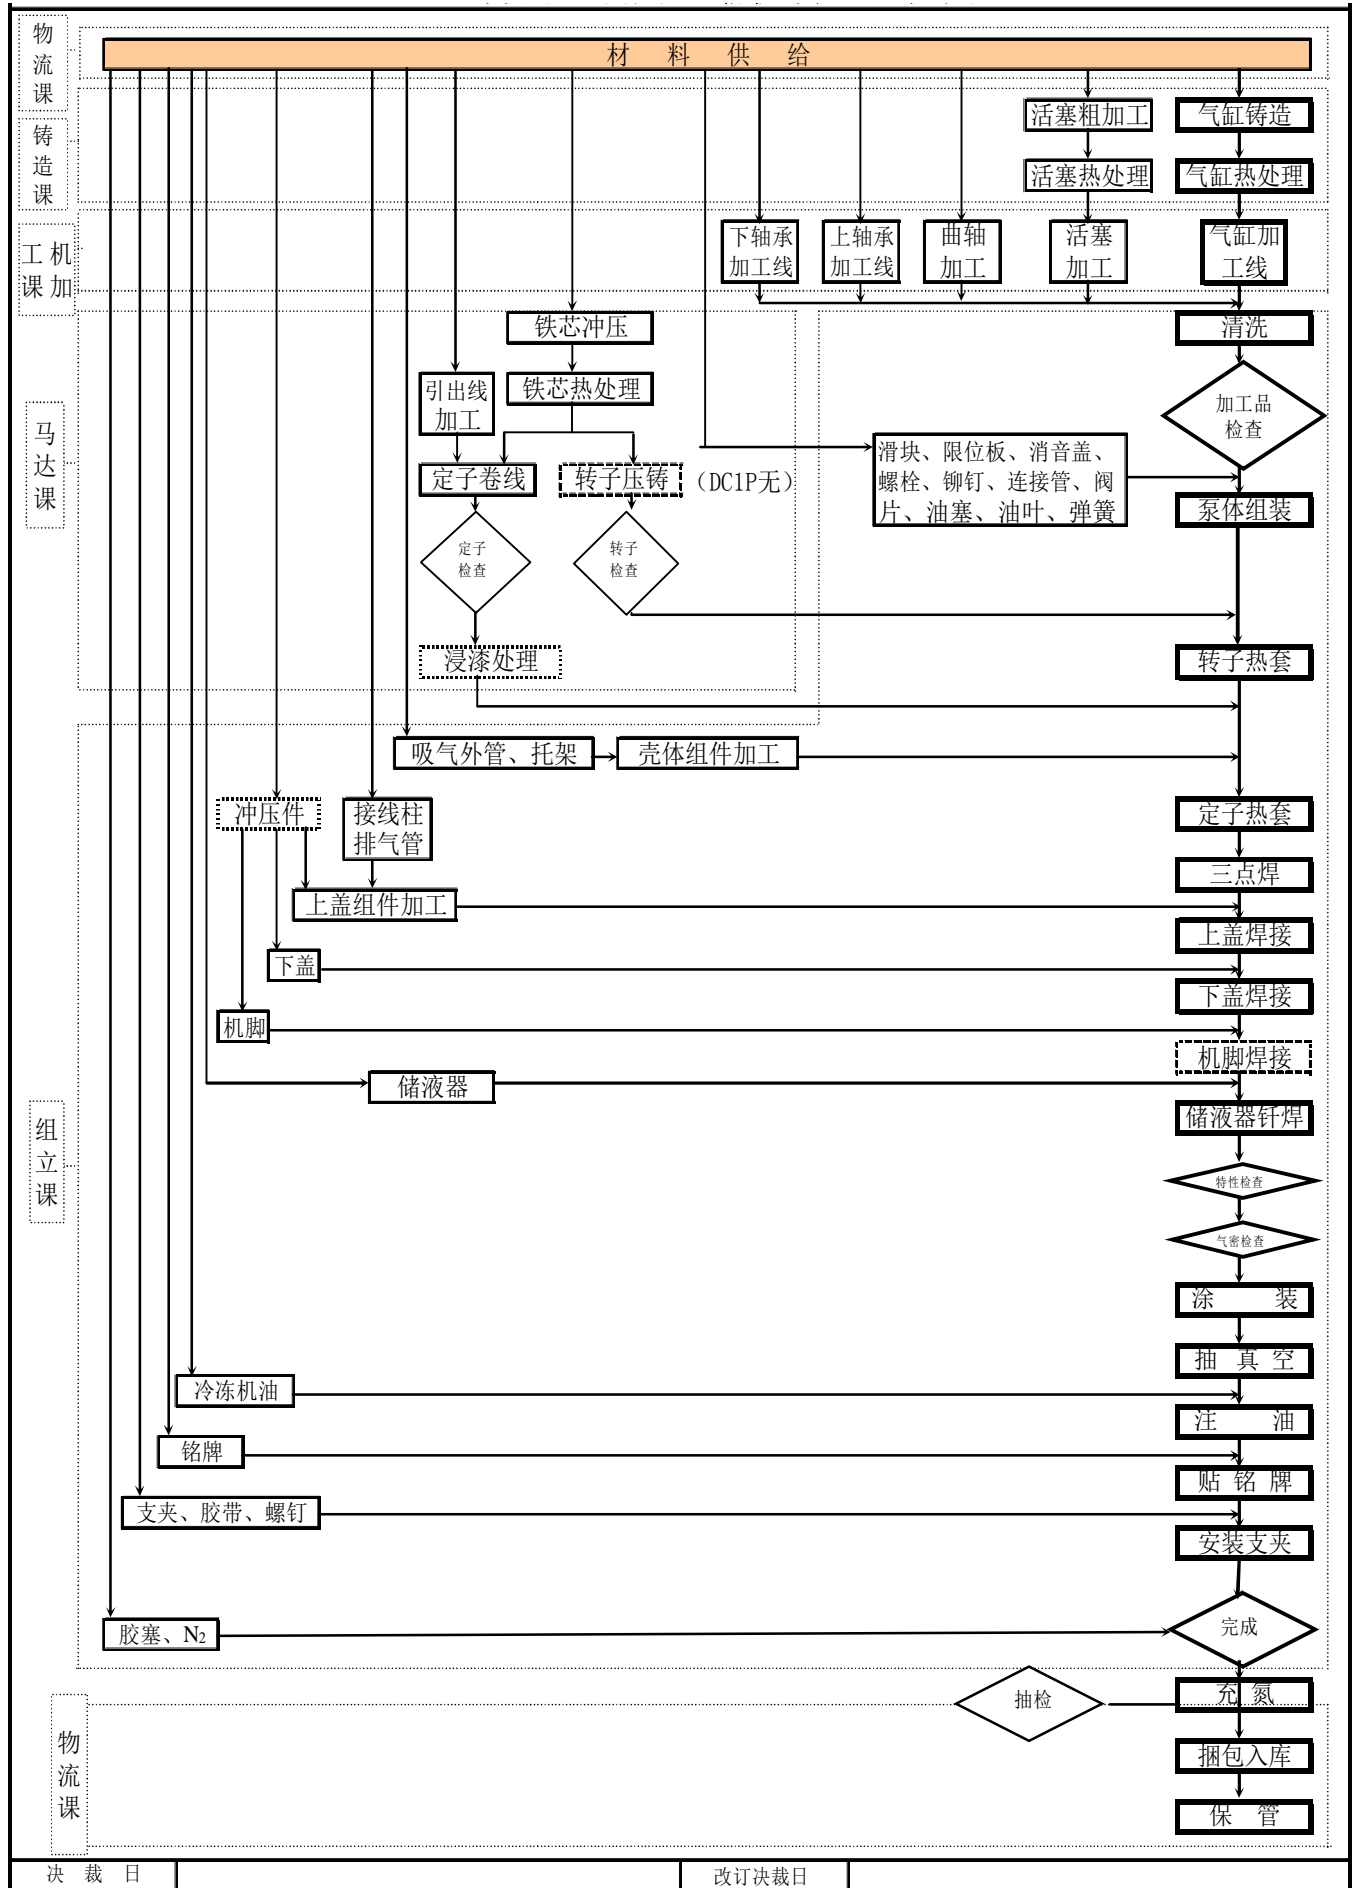 物
流
课
材 料 供 给
铸
造
课
活塞粗加工
气缸铸造
活塞热处理
气缸热处理
工机
课加
下轴承
加工线
上轴承
加工线
曲轴
加工
活塞
加工
气缸加
工线
铁芯冲压
清洗
马
达
课
引出线
加工
铁芯热处理
加工品
检查
定子卷线
转子压铸
（DC1P无）
滑块、限位板、消音盖、
螺栓、铆钉、连接管、阀
片、油塞、油叶、弹簧
泵体组装
定子
检查
转子
检查
浸漆处理
转子热套
吸气外管、托架
壳体组件加工
冲压件
接线柱
排气管
定子热套
三点焊
上盖组件加工
上盖焊接
下盖
下盖焊接
机脚
机脚焊接
储液器
储液器钎焊
组
立
课
特性检查
气密检查
涂 装
抽 真 空
冷冻机油
注 油
铭牌
贴 铭 牌
支夹、胶带、螺钉
安装支夹
胶塞、N2
完成
抽检
充 氮
物
流
课
捆包入库
保 管
决 裁 日
改订决裁日